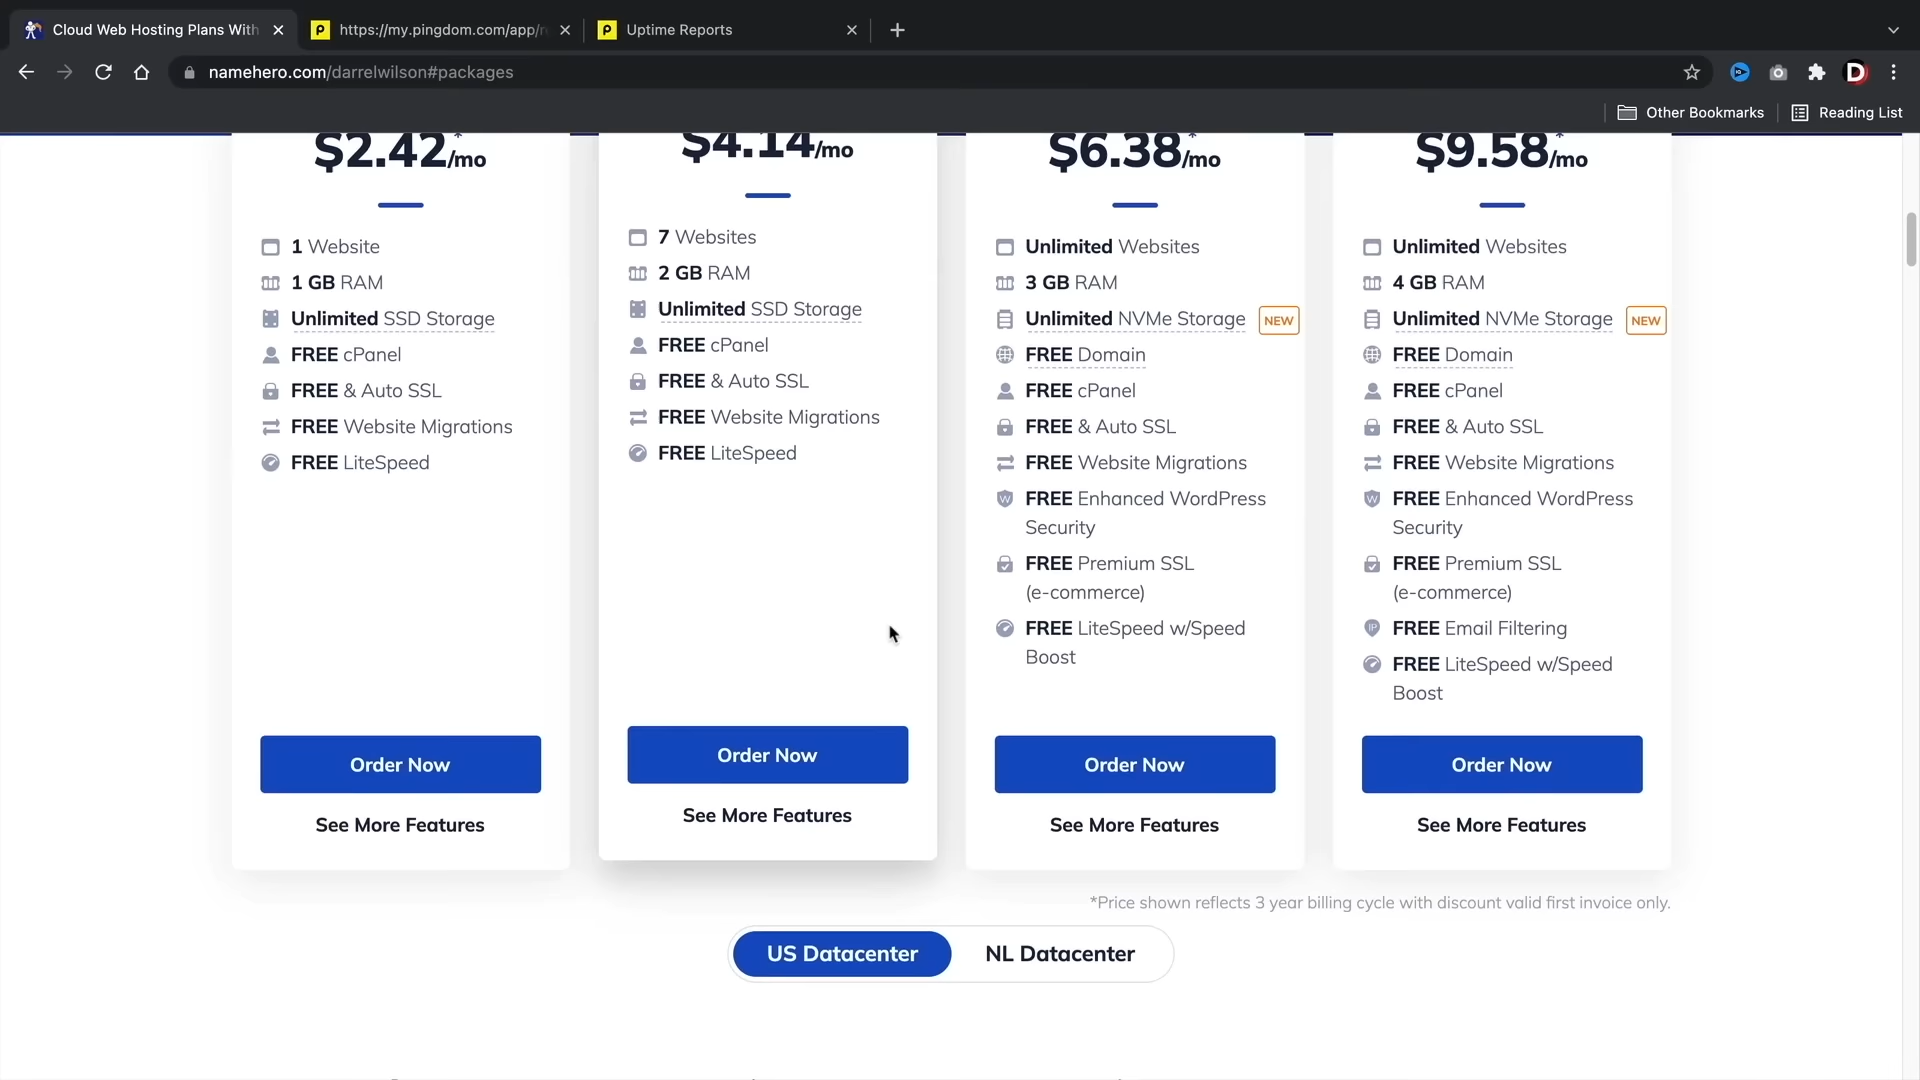 Cloud Web Hosting Plans With
https://my.pingdom.com/app/r
Uptime Reports
namehero.com/darrelwilson#packages
Other Bookmarks
Reading List
$2.42*/mo
1 Website
1 GB RAM
Unlimited SSD Storage
FREE cPanel
FREE & Auto SSL
FREE Website Migrations
FREE LiteSpeed
Order Now
See More Features
$4.14*/mo
7 Websites
2 GB RAM
Unlimited SSD Storage
FREE cPanel
FREE & Auto SSL
FREE Website Migrations
FREE LiteSpeed
Order Now
See More Features
$6.38*/mo
Unlimited Websites
3 GB RAM
Unlimited NVMe Storage NEW
FREE Domain
FREE cPanel
FREE & Auto SSL
FREE Website Migrations
FREE Enhanced WordPress
Security
FREE Premium SSL
(e-commerce)
FREE LiteSpeed w/Speed
Boost
Order Now
See More Features
$9.58*/mo
Unlimited Websites
4 GB RAM
Unlimited NVMe Storage NEW
FREE Domain
FREE cPanel
FREE & Auto SSL
FREE Website Migrations
FREE Enhanced WordPress
Security
FREE Premium SSL
(e-commerce)
FREE Email Filtering
FREE LiteSpeed w/Speed
Boost
Order Now
See More Features
*Price shown reflects 3 year billing cycle with discount valid first invoice only.
US Datacenter
NL Datacenter